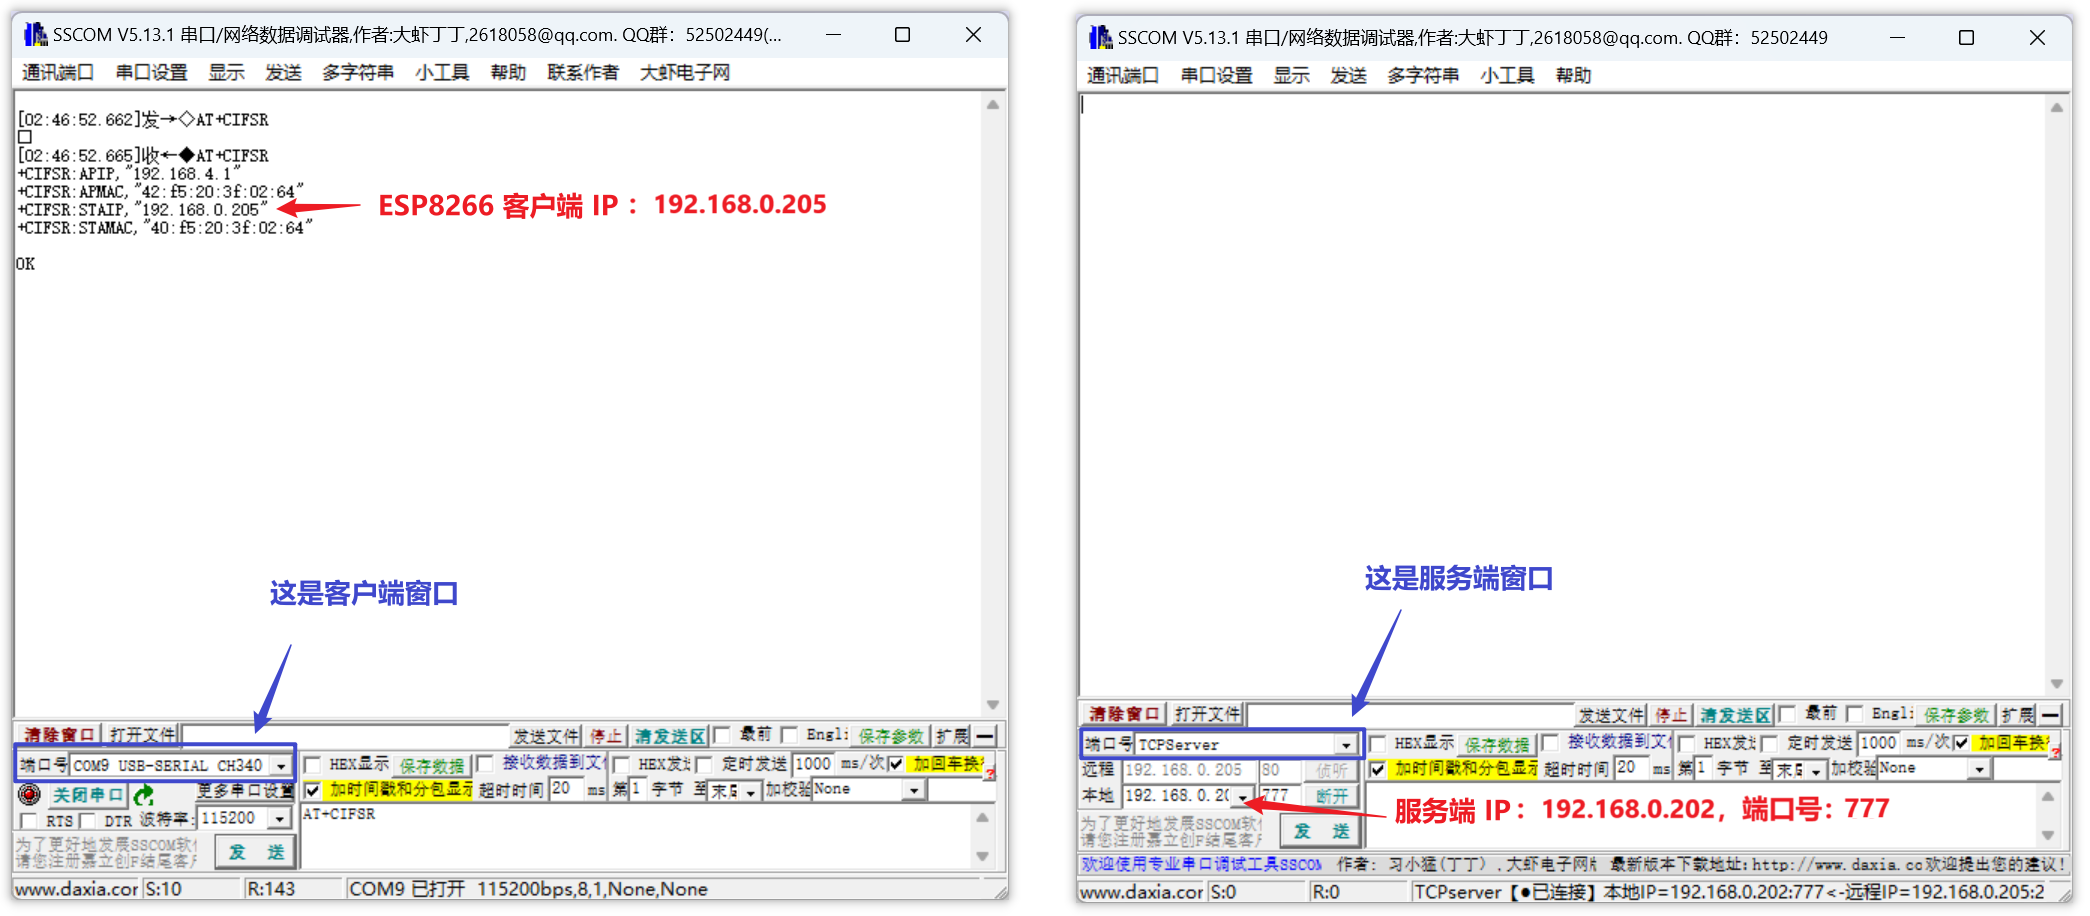 SSCOM V5.13.1 串口/网络数据调试器,作者:大虾丁丁,2618058@qq.com. QQ群：52502449(...
通讯端口 串口设置 显示 发送 多字符串 小工具 帮助 联系作者 大虾电子网
[02:46:52.662]发→◇AT+CIFSR
□
[02:46:52.665]收←◆AT+CIFSR
+CIFSR:APIP,"192.168.4.1"
+CIFSR:APMAC,"42:f5:20:3f:02:64"
+CIFSR:STAIP,"192.168.0.205"
+CIFSR:STAMAC,"40:f5:20:3f:02:64"
OK
ESP8266 客户端 IP ： 192.168.0.205
这是客户端窗口
清除窗口 打开文件 发送文件 停止 清发送区 最前 Engli 保存参数 扩展 —
端口号 COM9 USB-SERIAL CH340 HEX显示 保存数据 接收数据到文 HEX发 定时发送 1000 ms/次 加回车换
关闭串口 更多串口设置 加时间戳和分包显示 超时时间 20 ms 第1 字节 至 末尾 加校验 None
RTS DTR 波特率: 115200 AT+CIFSR
为了更好地发展SSCOM软
请您注册嘉立创F结尾客
发 送
www.daxia.cor S:10 R:143 COM9 已打开 115200bps,8,1,None,None
SSCOM V5.13.1 串口/网络数据调试器,作者:大虾丁丁,2618058@qq.com. QQ群：52502449
通讯端口 串口设置 显示 发送 多字符串 小工具 帮助
这是服务端窗口
清除窗口 打开文件 发送文件 停止 清发送区 最前 Engli 保存参数 扩展 —
端口号 TCPServer HEX显示 保存数据 接收数据到文 HEX发 定时发送 1000 ms/次 加回车换
远程 192.168.0.205 80 侦听 加时间戳和分包显示 超时时间 20 ms 第1 字节 至 末尾 加校验 None
本地 192.168.0.20 777 断开
服务端 IP ：192.168.0.202，端口号：777
为了更好地发展SSCOM软
请您注册嘉立创F结尾客
发 送
欢迎使用专业串口调试工具SSCOM 作者: 习小猛(丁丁) ,大虾电子网 最新版本下载地址:http://www.daxia.co 欢迎提出您的建议!
www.daxia.cor S:0 R:0 TCPserver【●已连接】本地IP=192.168.0.202:777<-远程IP=192.168.0.205:2